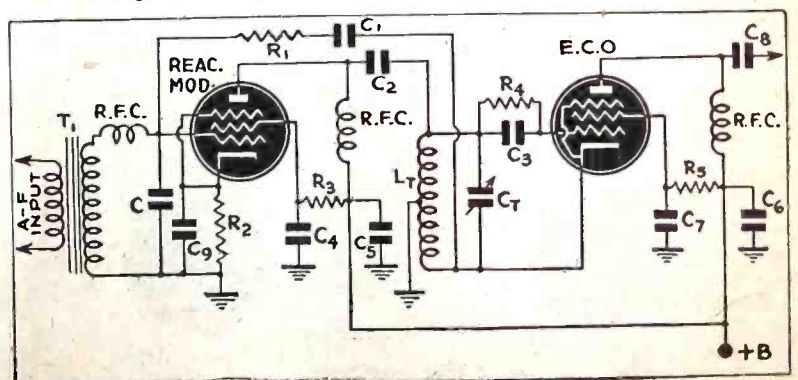 C1
R1
REAC.
MOD.
C2
E.C.O
C8
R.F.C.
T1
R.F.C.
R4
R.F.C.
A-F
INPUT
C3
LT
CT
C
C9
R2
R3
C4
C5
R5
C7
C6
+B